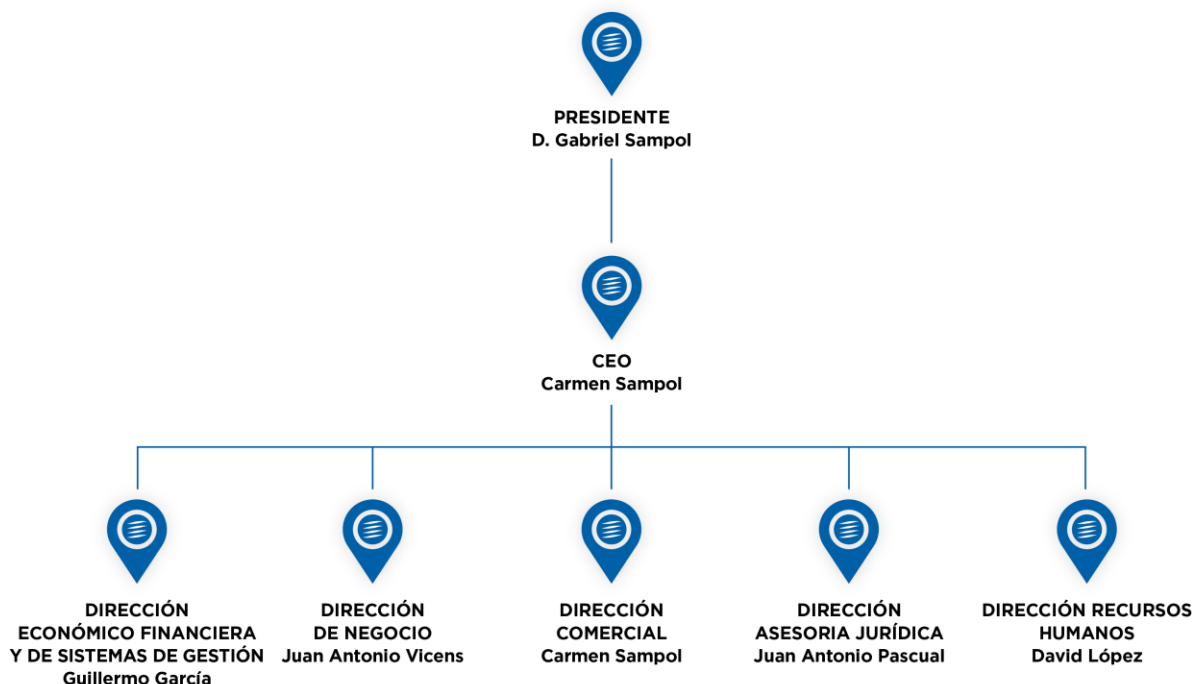 PRESIDENTE
D. Gabriel Sampol
CEO
Carmen Sampol
DIRECCIÓN
ECONÓMICO FINANCIERA
Y DE SISTEMAS DE GESTIÓN
Guillermo García
DIRECCIÓN
DE NEGOCIO
Juan Antonio Vicens
DIRECCIÓN
COMERCIAL
Carmen Sampol
DIRECCIÓN
ASESORIA JURÍDICA
Juan Antonio Pascual
DIRECCIÓN RECURSOS
HUMANOS
David López